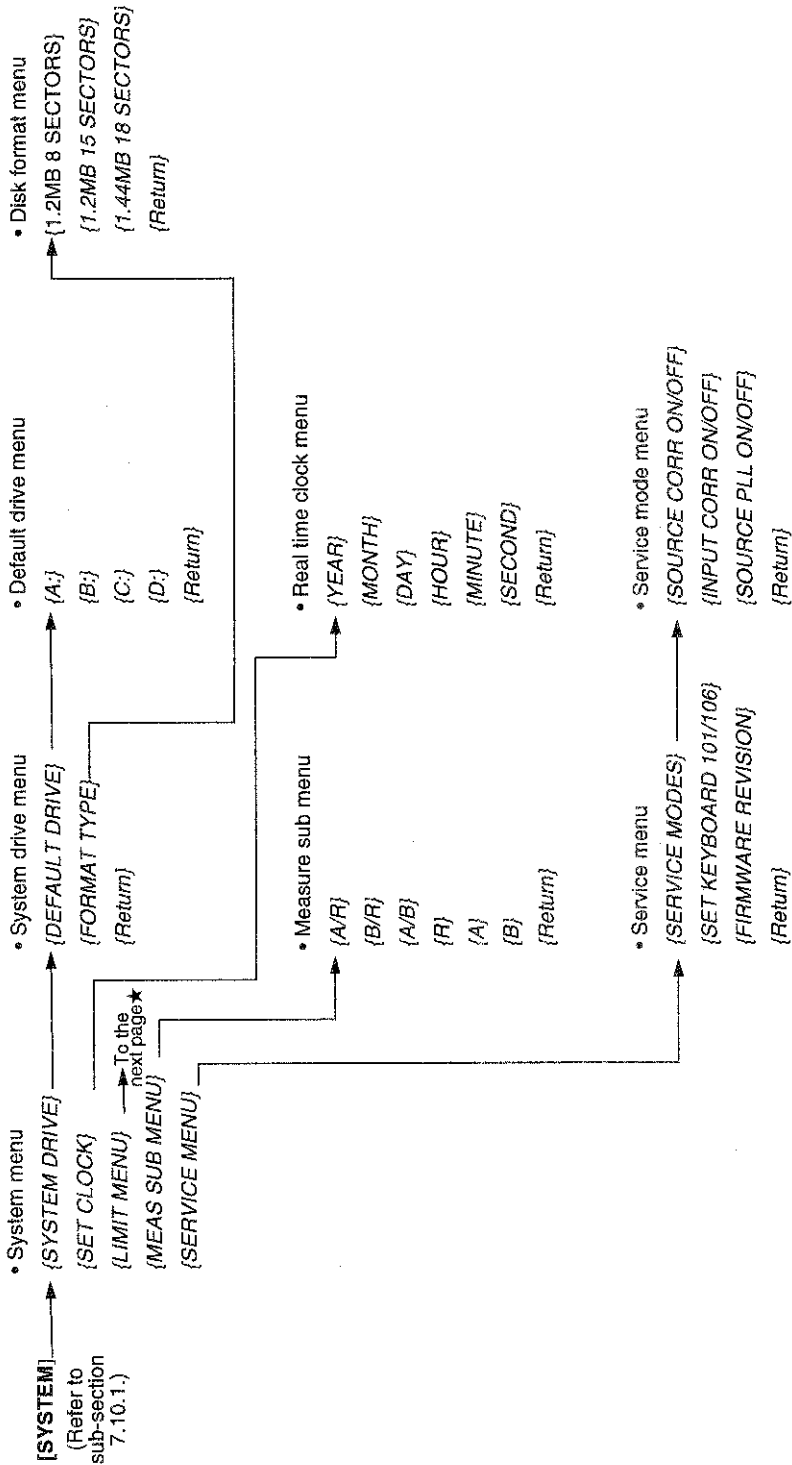 [SYSTEM]
(Refer to
sub-section
7.10.1.)
• System menu
{SYSTEM DRIVE}
{SET CLOCK}
{LIMIT MENU}
To the
next page★
{MEAS SUB MENU}
{SERVICE MENU}
• System drive menu
{DEFAULT DRIVE}
{FORMAT TYPE}
{Return}
• Default drive menu
{A:}
{B:}
{C:}
{D:}
{Return}
• Disk format menu
{1.2MB 8 SECTORS}
{1.2MB 15 SECTORS}
{1.44MB 18 SECTORS}
{Return}
• Measure sub menu
{A/R}
{B/R}
{A/B}
{R}
{A}
{B}
{Return}
• Real time clock menu
{YEAR}
{MONTH}
{DAY}
{HOUR}
{MINUTE}
{SECOND}
{Return}
• Service menu
{SERVICE MODES}
{SET KEYBOARD 101/106}
{FIRMWARE REVISION}
{Return}
• Service mode menu
{SOURCE CORR ON/OFF}
{INPUT CORR ON/OFF}
{SOURCE PLL ON/OFF}
{Return}